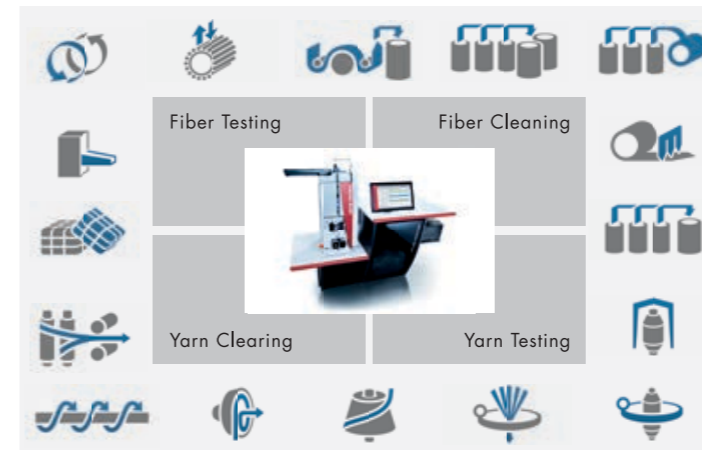 Fiber Testing
Fiber Cleaning
Yarn Clearing
Yarn Testing